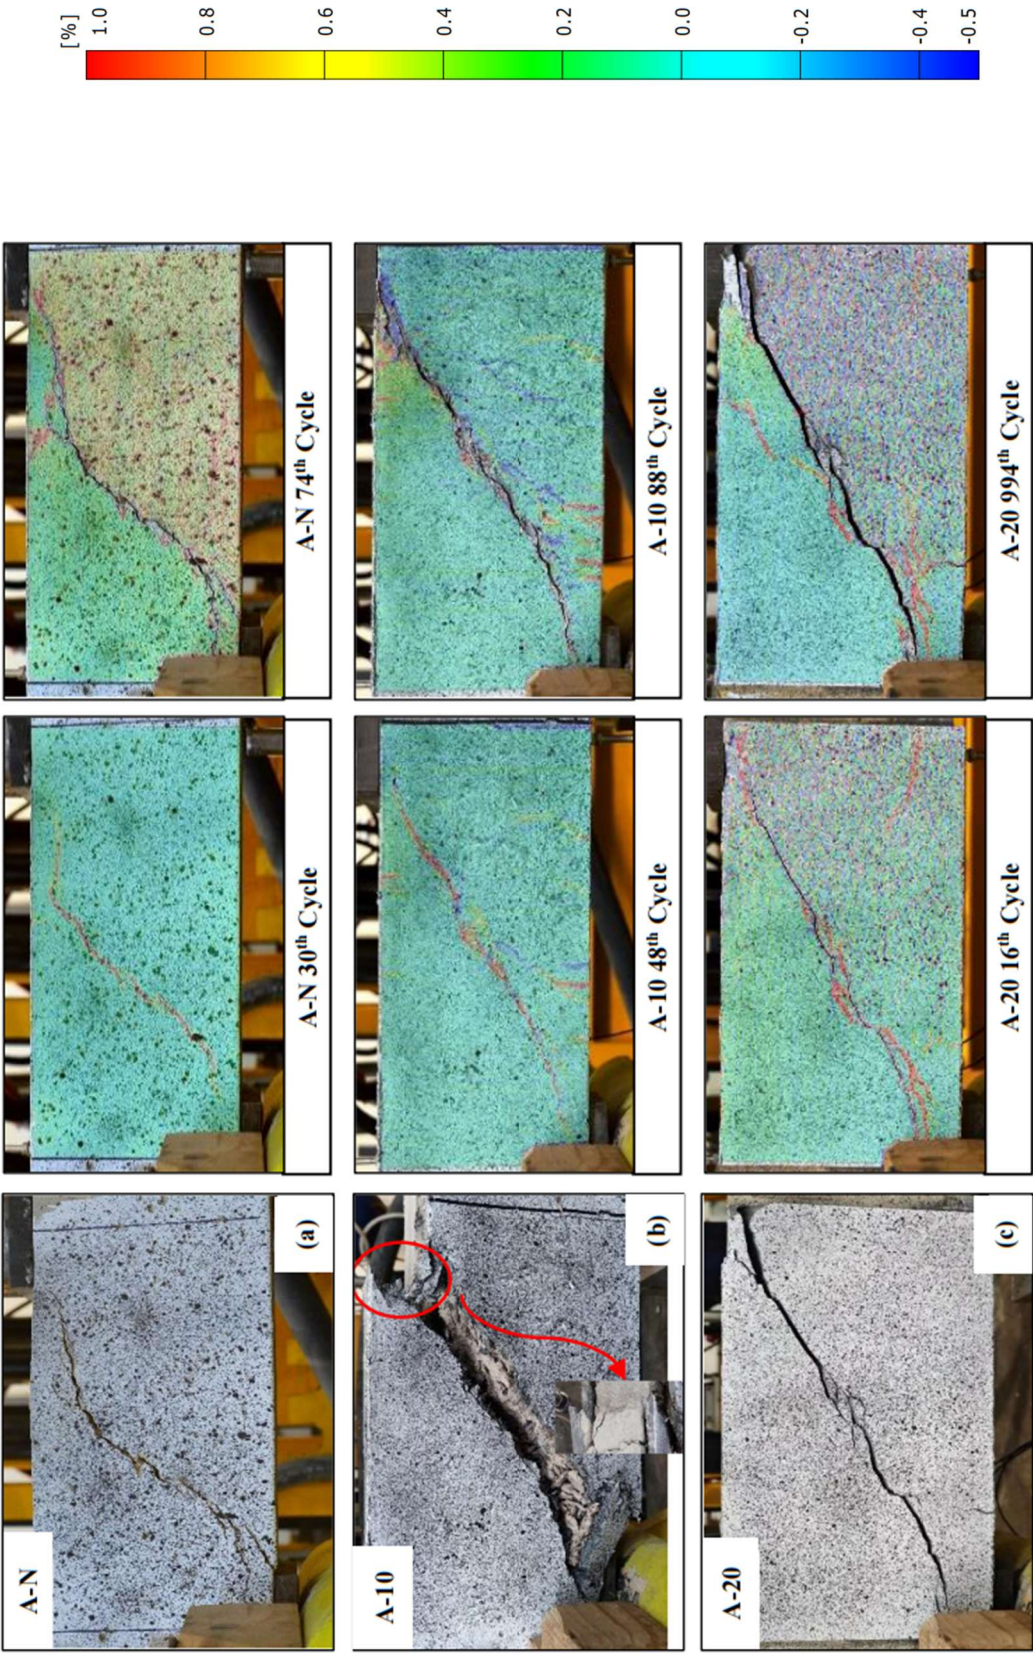 A-N
(a)
A-N 30th Cycle
A-N 74th Cycle
A-10
(b)
A-10 48th Cycle
A-10 88th Cycle
A-20
(c)
A-20 16th Cycle
A-20 994th Cycle
[%]
1.0
0.8
0.6
0.4
0.2
0.0
-0.2
-0.4
-0.5